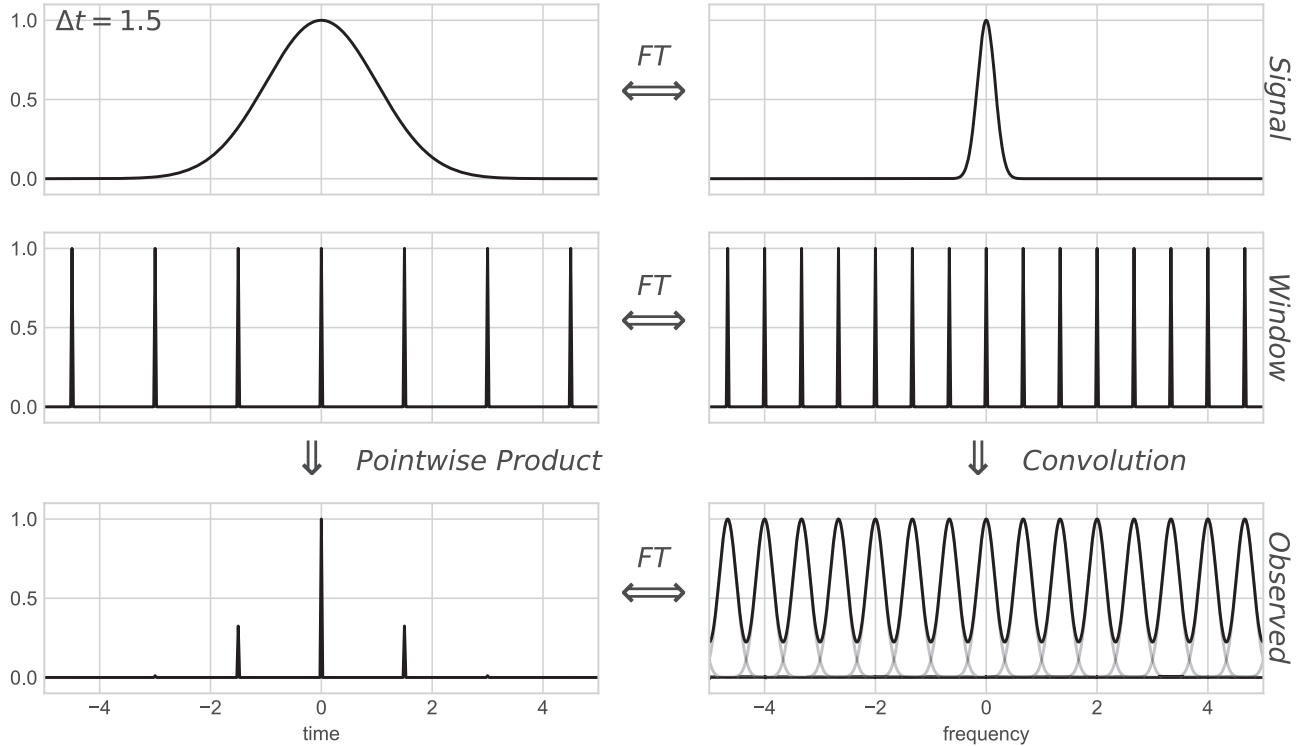 Δt = 1.5
1.0
0.5
0.0
FT
⟺
Signal
1.0
0.5
0.0
FT
⟺
Window
⇓ Pointwise Product
⇓ Convolution
1.0
0.5
0.0
−4 −2 0 2 4
time
FT
⟺
−4 −2 0 2 4
frequency
Observed